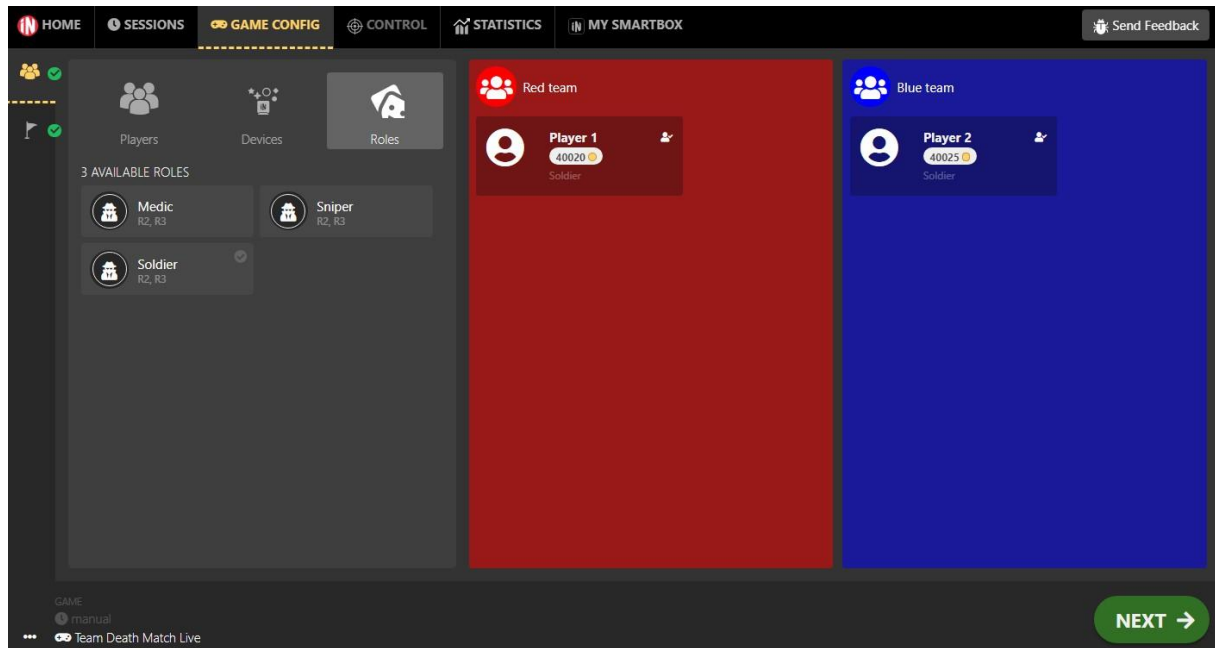 HOME SESSIONS GAME CONFIG CONTROL STATISTICS MY SMARTBOX Send Feedback
Players Devices Roles
3 AVAILABLE ROLES
Medic
R2, R3
Sniper
R2, R3
Soldier
R2, R3
Red team
Player 1
40020
Soldier
Blue team
Player 2
40025
Soldier
GAME
manual
Team Death Match Live
NEXT